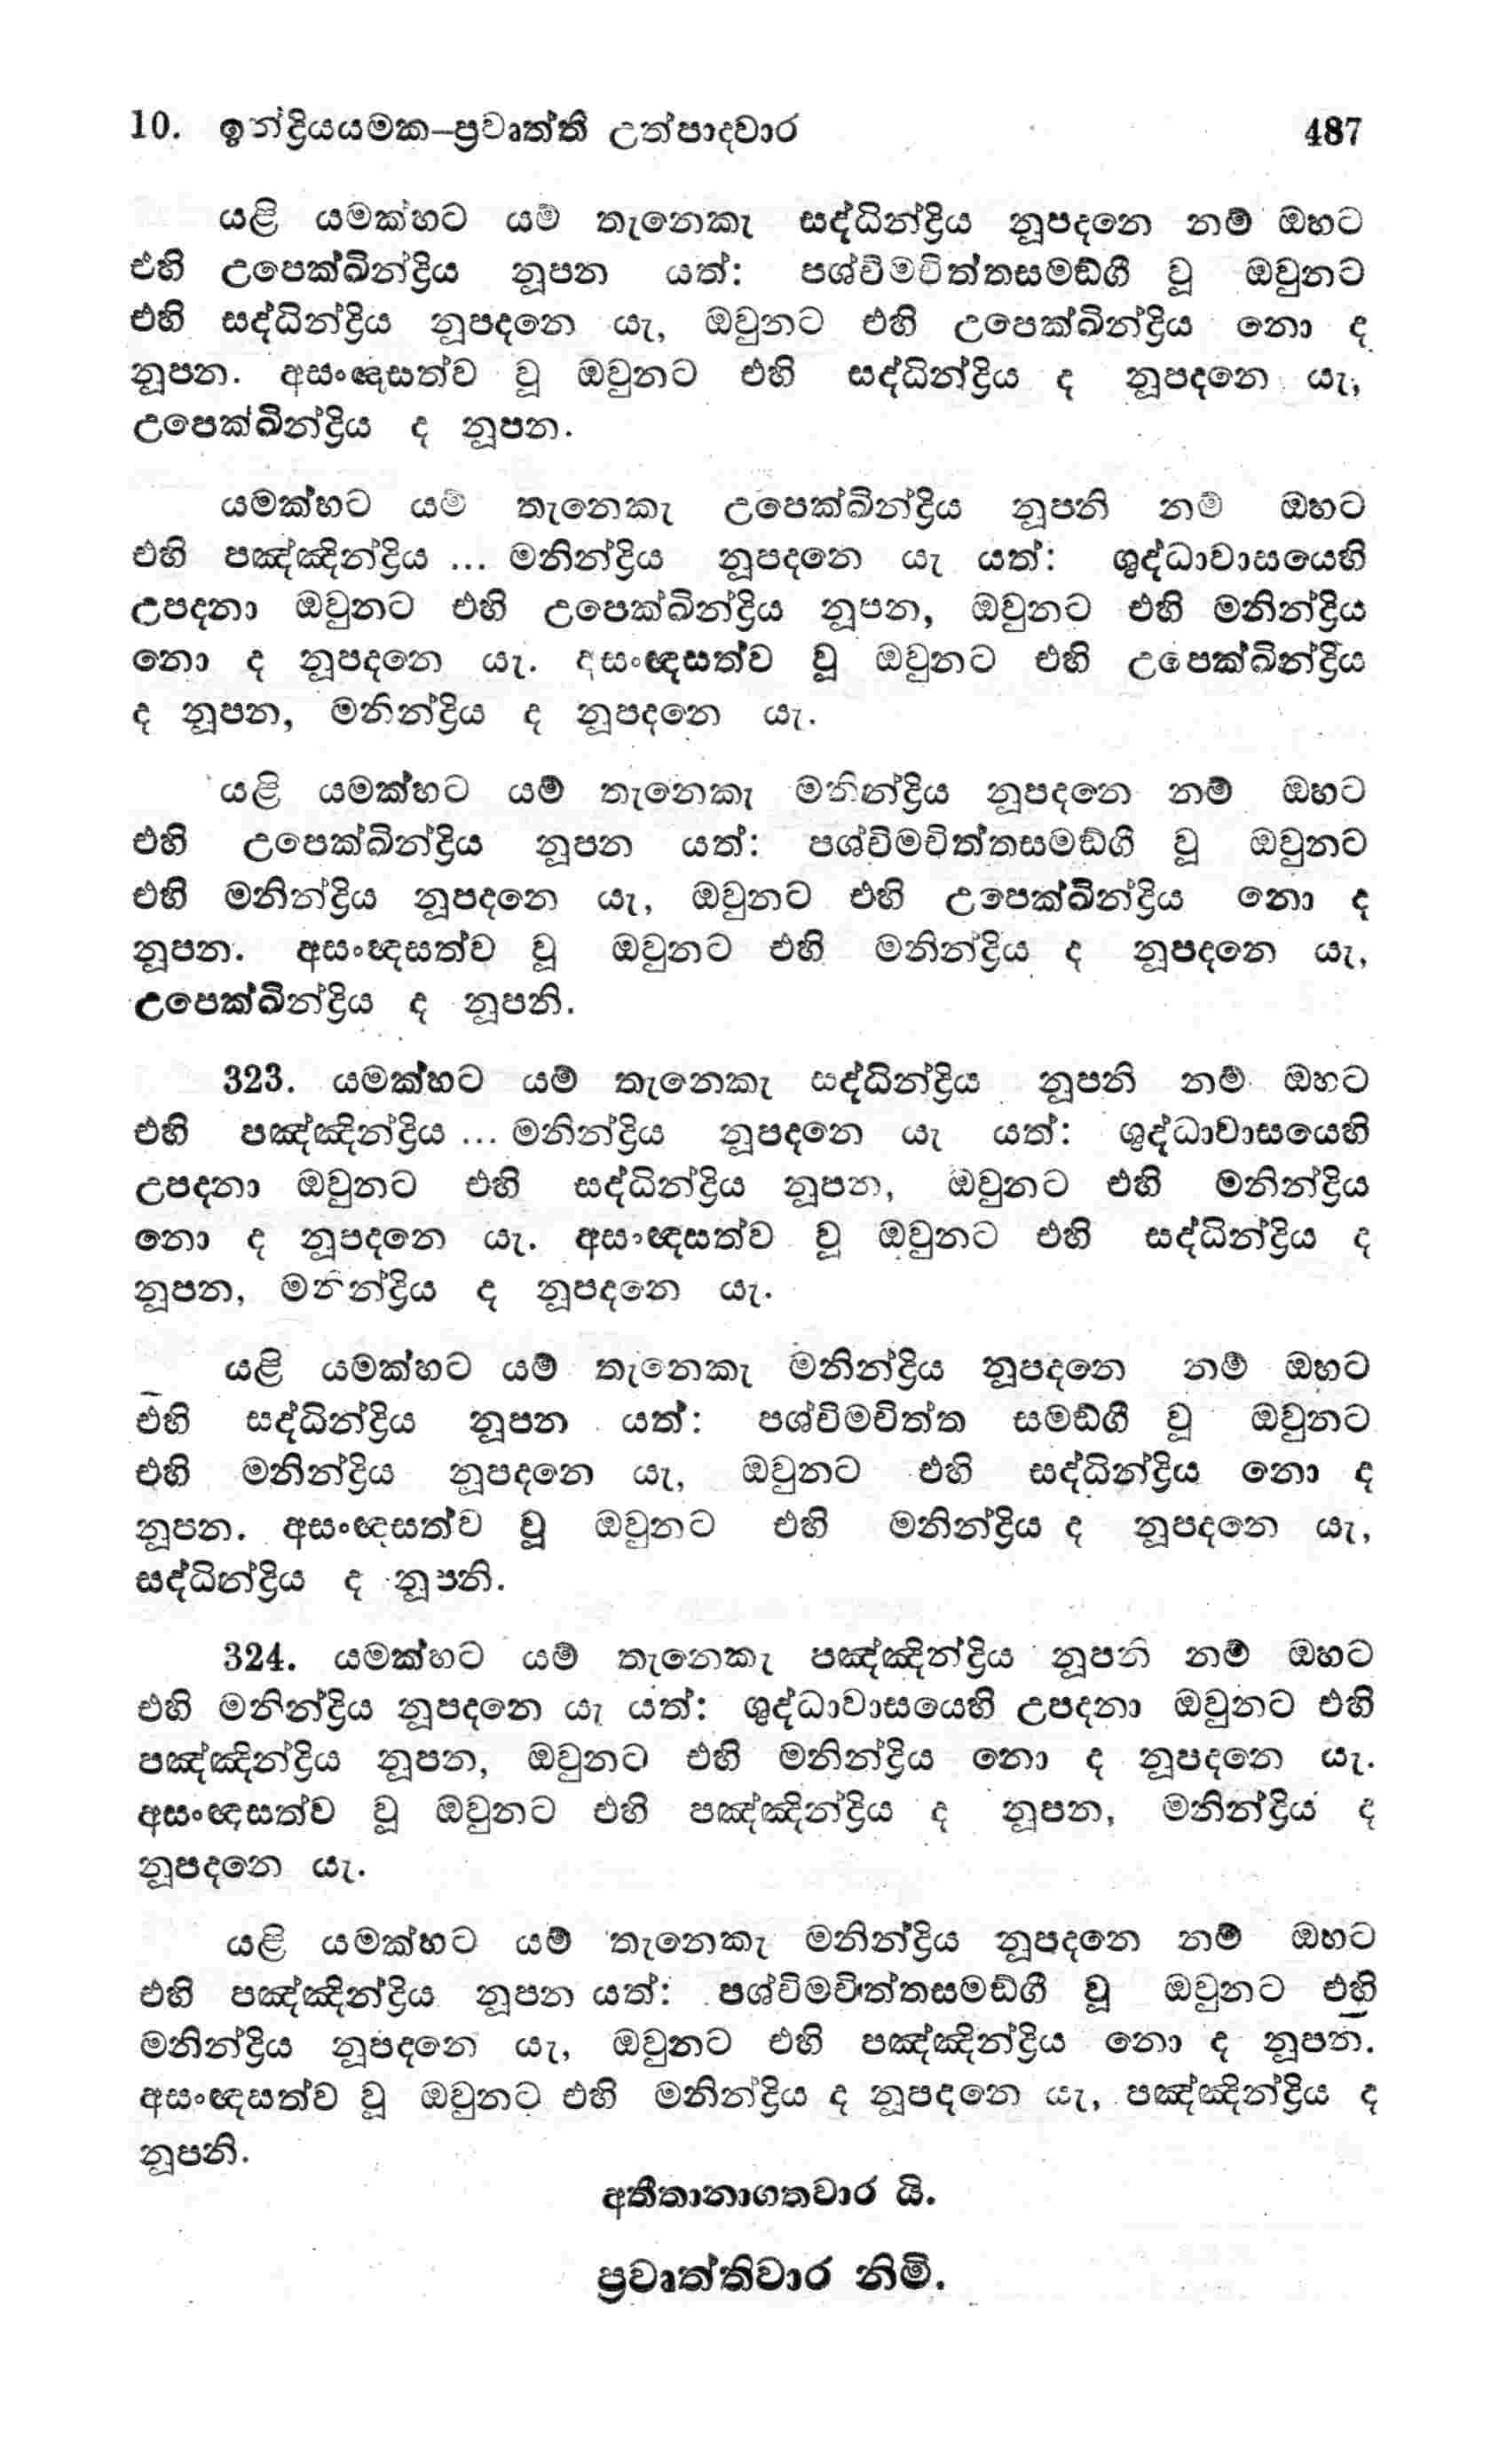 10. ඉන්ද්‍රියයමක–ප්‍රවෘත්ති උත්පාදවාර 487
යළි යමක්හට යම් තැනෙකැ සද්ධින්ද්‍රිය නූපදනෙ නම් ඔහට
එහි උපෙක්ඛින්ද්‍රිය නූපන යත්: පශ්චිමචිත්තසමඞ්ගී වූ ඔවුනට
එහි සද්ධින්ද්‍රිය නූපදනෙ යැ, ඔවුනට එහි උපෙක්ඛින්ද්‍රිය නො ද
නූපන. අසංඥසත්ව වූ ඔවුනට එහි සද්ධින්ද්‍රිය ද නූපදනෙ යැ,
උපෙක්ඛින්ද්‍රිය ද නූපන.
යමක්හට යම් තැනෙකැ උපෙක්ඛින්ද්‍රිය නූපනි නම් ඔහට
එහි පඤ්ඤින්ද්‍රිය ... මනින්ද්‍රිය නූපදනෙ යැ යත්: ශුද්ධාවාසයෙහි
උපදනා ඔවුනට එහි උපෙක්ඛින්ද්‍රිය නූපන, ඔවුනට එහි මනින්ද්‍රිය
නො ද නූපදනෙ යැ. අසංඥසත්ව වූ ඔවුනට එහි උපෙක්ඛින්ද්‍රිය
ද නූපන, මනින්ද්‍රිය ද නූපදනෙ යැ.
යළි යමක්හට යම් තැනෙකැ මනින්ද්‍රිය නූපදනෙ නම් ඔහට
එහි උපෙක්ඛින්ද්‍රිය නූපන යත්: පශ්චිමචිත්තසමඞ්ගී වූ ඔවුනට
එහි මනින්ද්‍රිය නූපදනෙ යැ, ඔවුනට එහි උපෙක්ඛින්ද්‍රිය නො ද
නූපන. අසංඥසත්ව වූ ඔවුනට එහි මනින්ද්‍රිය ද නූපදනෙ යැ,
උපෙක්ඛින්ද්‍රිය ද නූපනි.
323. යමක්හට යම් තැනෙකැ සද්ධින්ද්‍රිය නූපනි නම් ඔහට
එහි පඤ්ඤින්ද්‍රිය ... මනින්ද්‍රිය නූපදනෙ යැ යත්: ශුද්ධාවාසයෙහි
උපදනා ඔවුනට එහි සද්ධින්ද්‍රිය නූපන, ඔවුනට එහි මනින්ද්‍රිය
නො ද නූපදනෙ යැ. අසංඥසත්ව වූ ඔවුනට එහි සද්ධින්ද්‍රිය ද
නූපන, මනින්ද්‍රිය ද නූපදනෙ යැ.
යළි යමක්හට යම් තැනෙකැ මනින්ද්‍රිය නූපදනෙ නම් ඔහට
එහි සද්ධින්ද්‍රිය නූපන යත්: පශ්චිමචිත්ත සමඞ්ගී වූ ඔවුනට
එහි මනින්ද්‍රිය නූපදනෙ යැ, ඔවුනට එහි සද්ධින්ද්‍රිය නො ද
නූපන. අසංඥසත්ව වූ ඔවුනට එහි මනින්ද්‍රිය ද නූපදනෙ යැ,
සද්ධින්ද්‍රිය ද නූපනි.
324. යමක්හට යම් තැනෙකැ පඤ්ඤින්ද්‍රිය නූපනි නම් ඔහට
එහි මනින්ද්‍රිය නූපදනෙ යැ යත්: ශුද්ධාවාසයෙහි උපදනා ඔවුනට එහි
පඤ්ඤින්ද්‍රිය නූපන, ඔවුනට එහි මනින්ද්‍රිය නො ද නූපදනෙ යැ.
අසංඥසත්ව වූ ඔවුනට එහි පඤ්ඤින්ද්‍රිය ද නූපන, මනින්ද්‍රිය ද
නූපදනෙ යැ.
යළි යමක්හට යම් තැනෙකැ මනින්ද්‍රිය නූපදනෙ නම් ඔහට
එහි පඤ්ඤින්ද්‍රිය නූපන යත්: පශ්චිමචිත්තසමඞ්ගී වූ ඔවුනට එහි
මනින්ද්‍රිය නූපදනෙ යැ, ඔවුනට එහි පඤ්ඤින්ද්‍රිය නො ද නූපන.
අසංඥසත්ව වූ ඔවුනට එහි මනින්ද්‍රිය ද නූපදනෙ යැ, පඤ්ඤින්ද්‍රිය ද
නූපනි.
අතීතානාගතවාර යි.
ප්‍රවෘත්තිවාර නිමි.